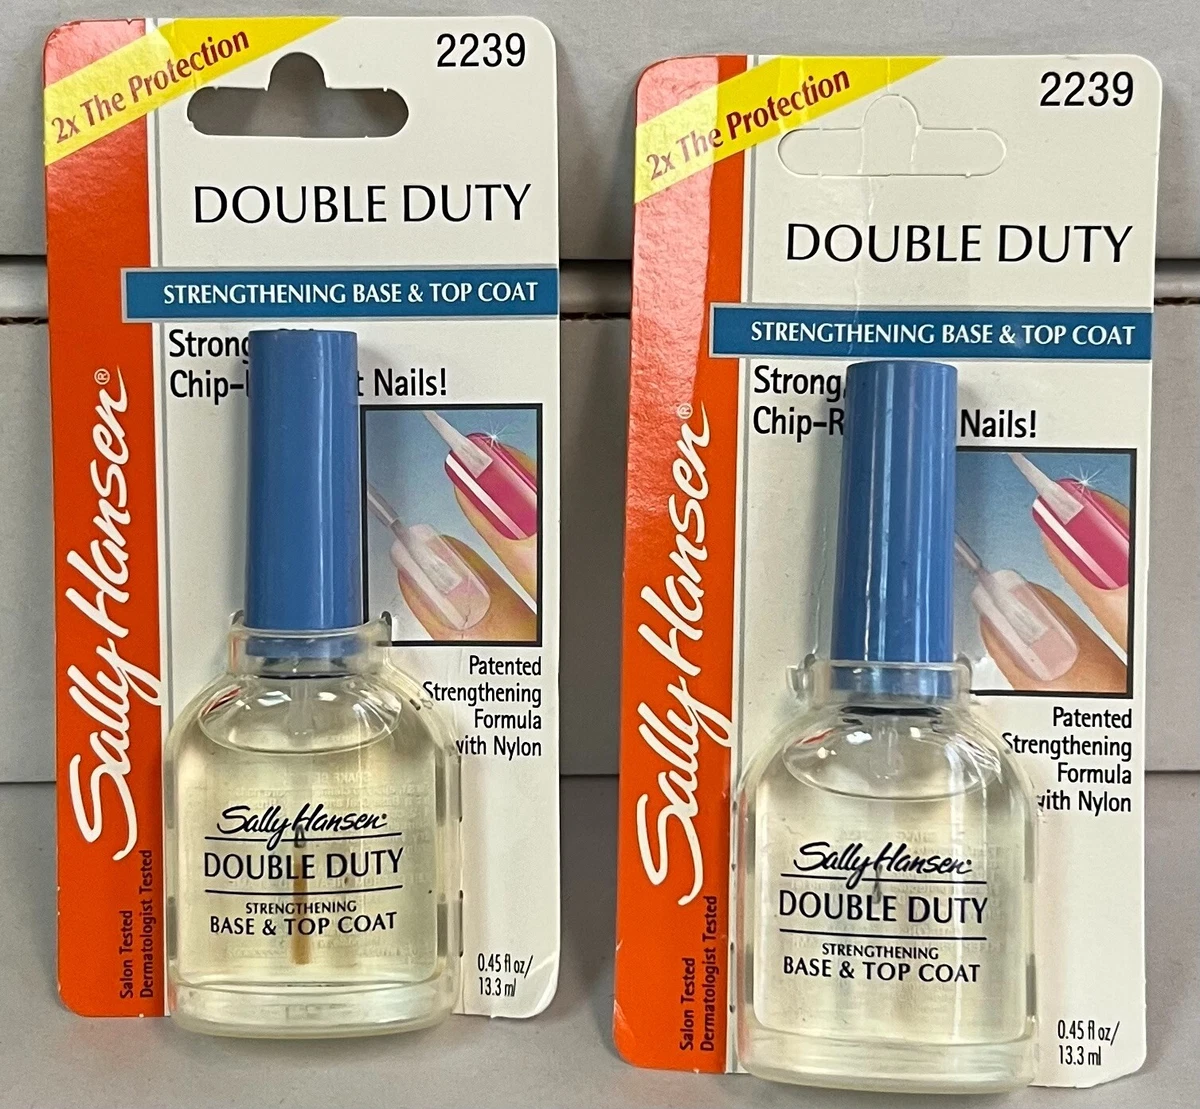 2x The Protection
2239
DOUBLE DUTY
STRENGTHENING BASE & TOP COAT
Strong
Chip- t Nails!
Sally Hansen®
Patented
Strengthening
Formula
with Nylon
Sally Hansen®
DOUBLE DUTY
STRENGTHENING
BASE & TOP COAT
Salon Tested
Dermatologist Tested
0.45 fl oz/
13.3 ml
2x The Protection
2239
DOUBLE DUTY
STRENGTHENING BASE & TOP COAT
Strong,
Chip-R Nails!
Sally Hansen®
Patented
Strengthening
Formula
with Nylon
Sally Hansen®
DOUBLE DUTY
STRENGTHENING
BASE & TOP COAT
Salon Tested
Dermatologist Tested
0.45 fl oz/
13.3 ml